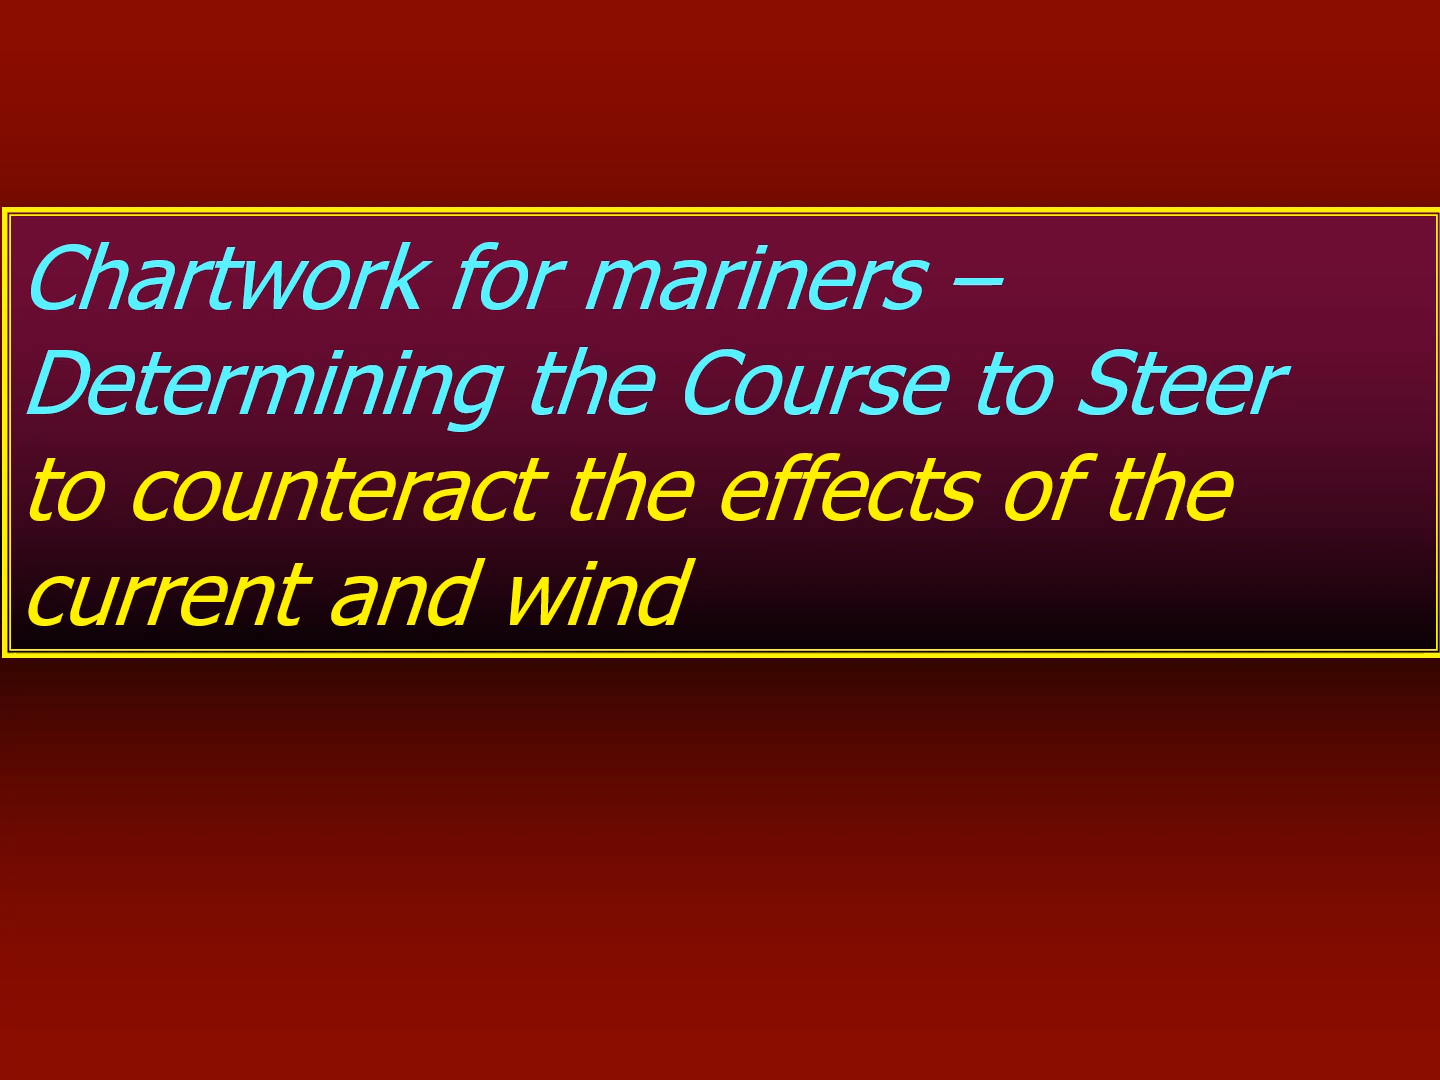 Chartwork for mariners –
Determining the Course to Steer
to counteract the effects of the
current and wind